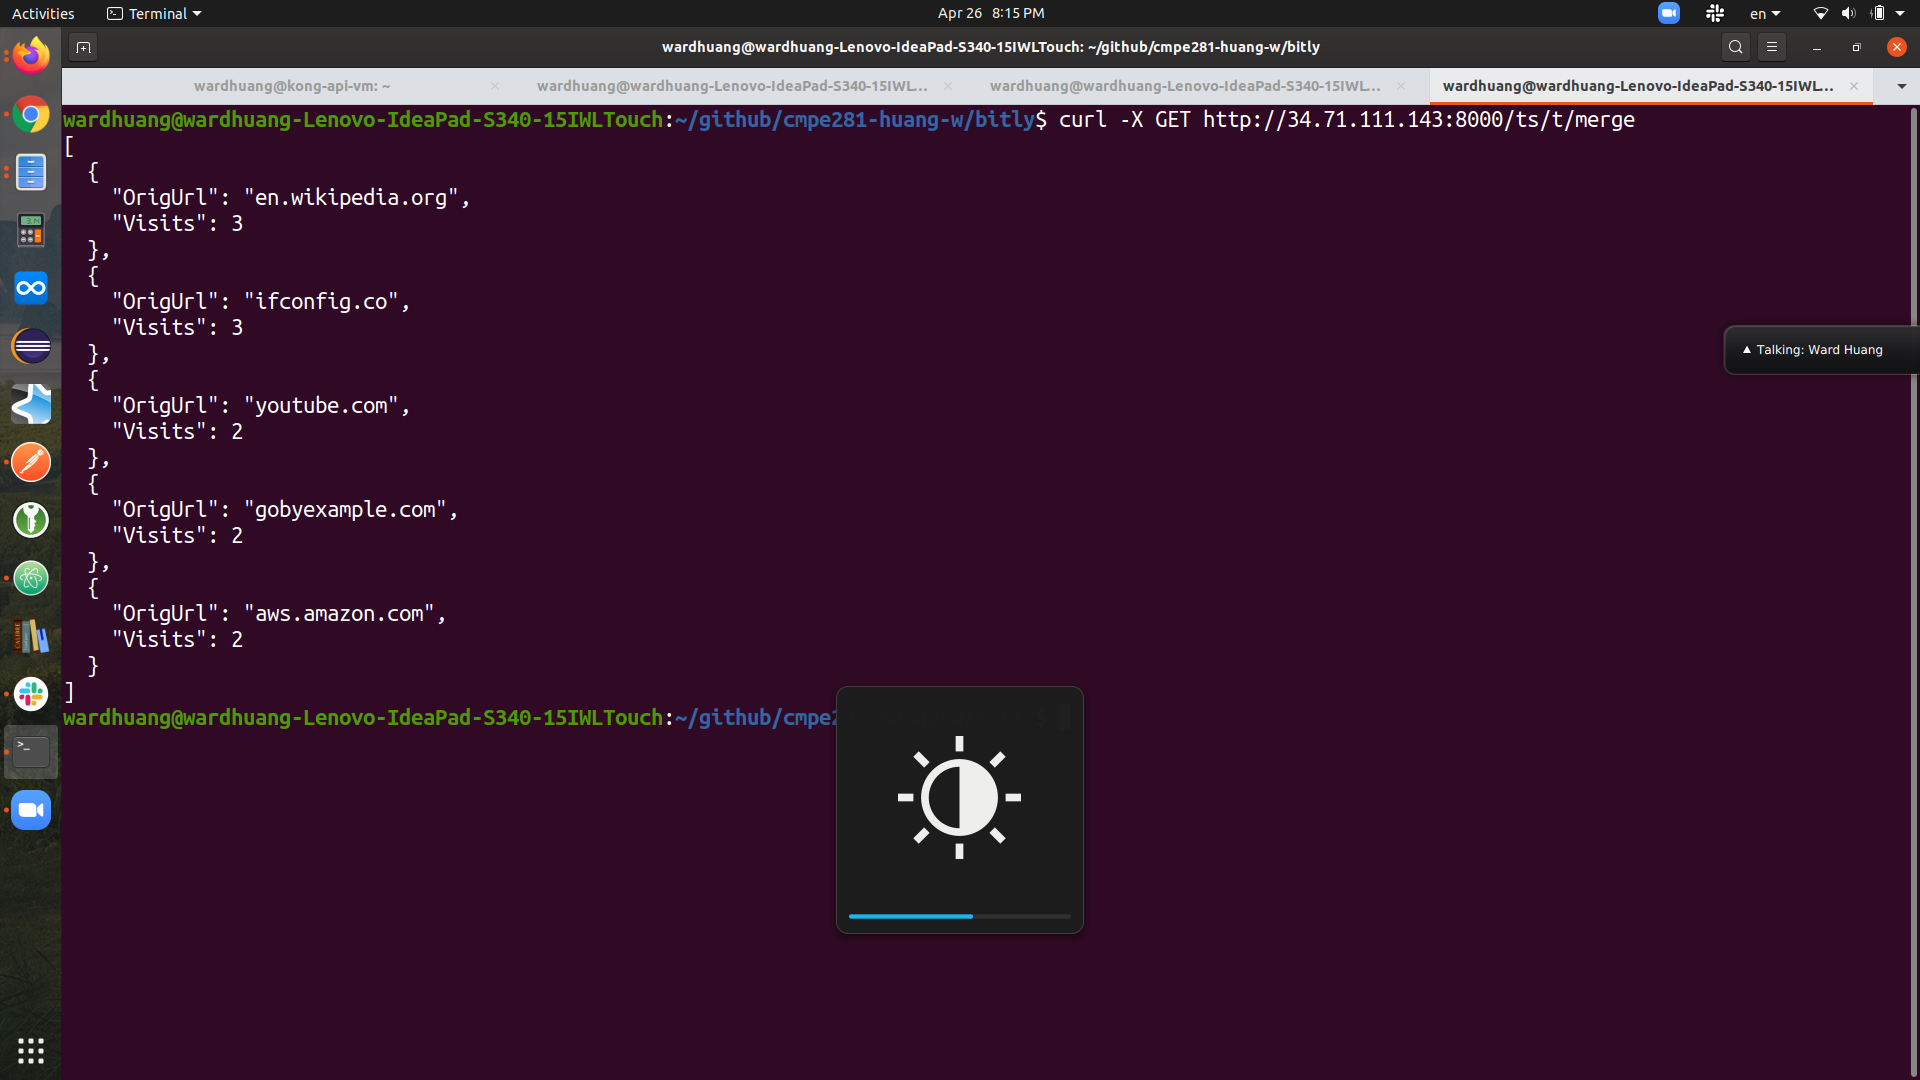 Activities Terminal Apr 26 8:15 PM en
wardhuang@wardhuang-Lenovo-IdeaPad-S340-15IWLTouch: ~/github/cmpe281-huang-w/bitly
wardhuang@kong-api-vm: ~ wardhuang@wardhuang-Lenovo-IdeaPad-S340-15IWL... wardhuang@wardhuang-Lenovo-IdeaPad-S340-15IWL... wardhuang@wardhuang-Lenovo-IdeaPad-S340-15IWL...
wardhuang@wardhuang-Lenovo-IdeaPad-S340-15IWLTouch:~/github/cmpe281-huang-w/bitly$ curl -X GET http://34.71.111.143:8000/ts/t/merge
[
{
"OrigUrl": "en.wikipedia.org",
"Visits": 3
},
{
"OrigUrl": "ifconfig.co",
"Visits": 3
},
{
"OrigUrl": "youtube.com",
"Visits": 2
},
{
"OrigUrl": "gobyexample.com",
"Visits": 2
},
{
"OrigUrl": "aws.amazon.com",
"Visits": 2
}
]
wardhuang@wardhuang-Lenovo-IdeaPad-S340-15IWLTouch:~/github/cmpe2
Talking: Ward Huang